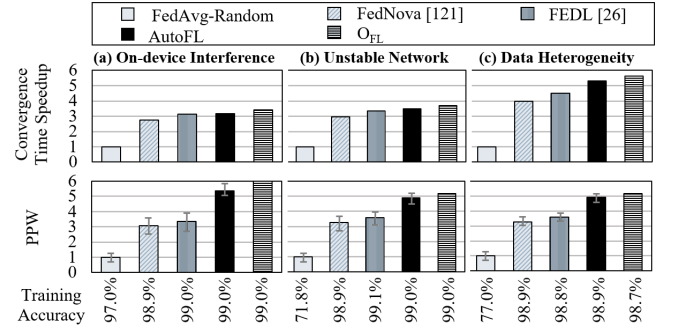 FedAvg-Random FedNova [121] FEDL [26]
AutoFL OFL
(a) On-device Interference (b) Unstable Network (c) Data Heterogeneity
Convergence
Time Speedup
6
5
4
3
2
1
0
PPW
6
5
4
3
2
1
0
Training
Accuracy
97.0% 98.9% 99.0% 99.0% 99.0% 71.8% 98.9% 99.1% 99.0% 99.0% 77.0% 98.9% 98.8% 98.9% 98.7%